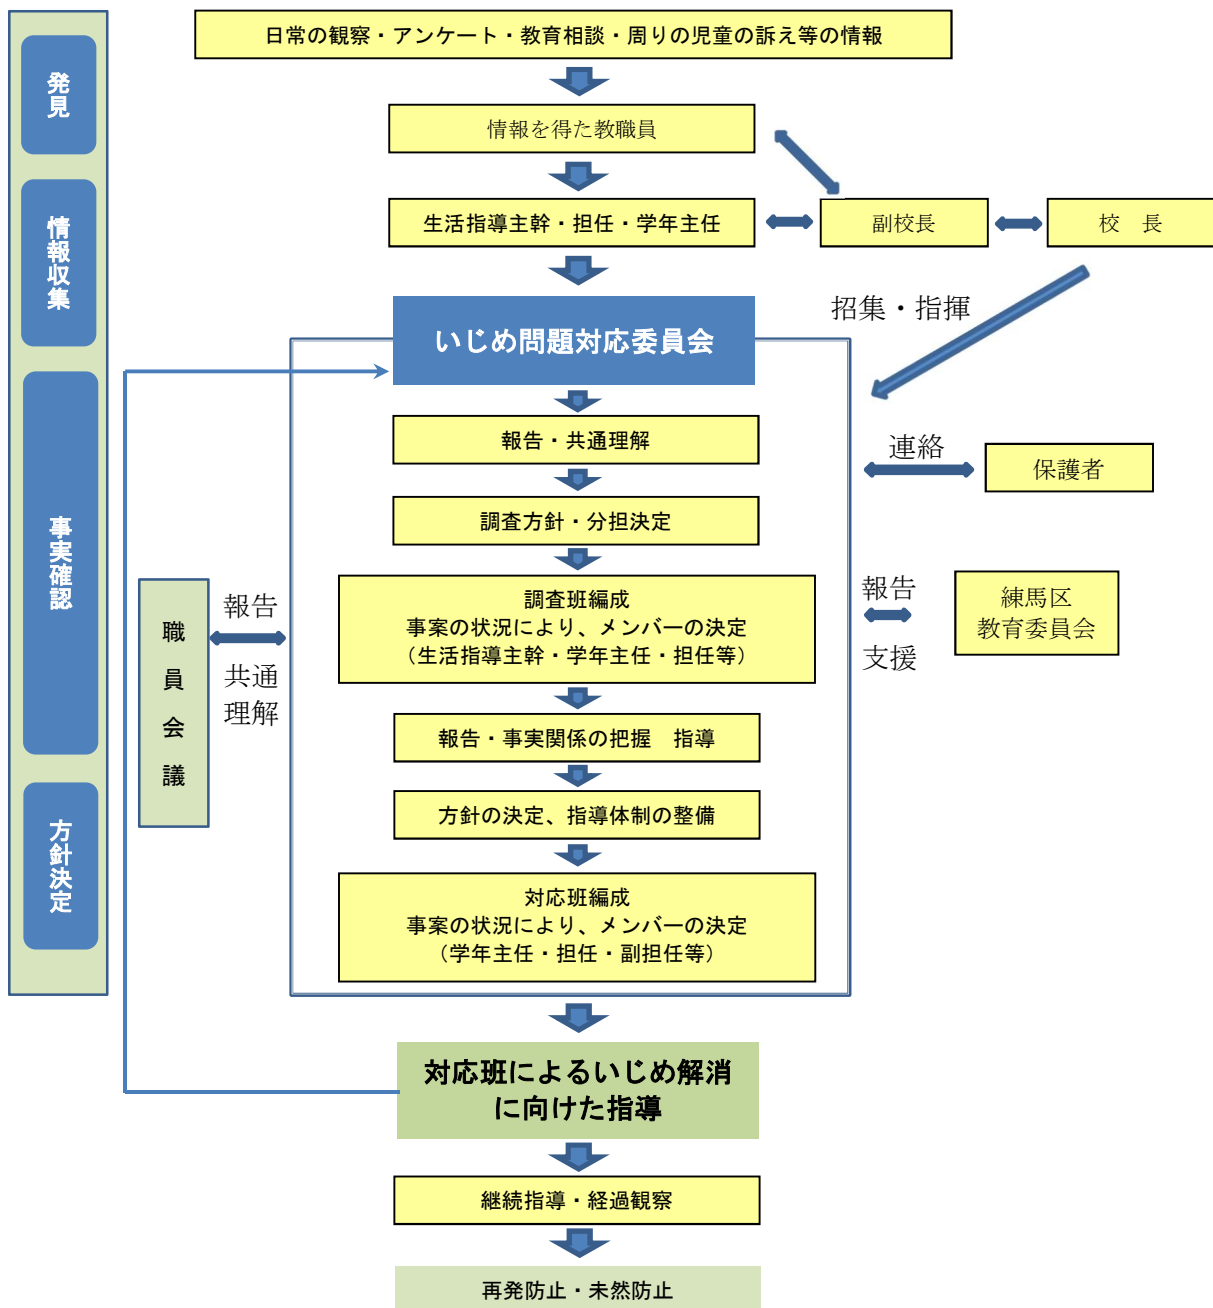 日常の観察・アンケート・教育相談・周りの児童の訴え等の情報
発見
情報を得た教職員
情報収集
生活指導主幹・担任・学年主任
副校長
校　長
招集・指揮
いじめ問題対応委員会
事実確認
報告・共通理解
連絡
保護者
調査方針・分担決定
調査班編成
事案の状況により、メンバーの決定
（生活指導主幹・学年主任・担任等）
職員会議
報告
共通
理解
報告
支援
練馬区
教育委員会
報告・事実関係の把握　指導
方針決定
方針の決定、指導体制の整備
対応班編成
事案の状況により、メンバーの決定
（学年主任・担任・副担任等）
対応班によるいじめ解消
に向けた指導
継続指導・経過観察
再発防止・未然防止